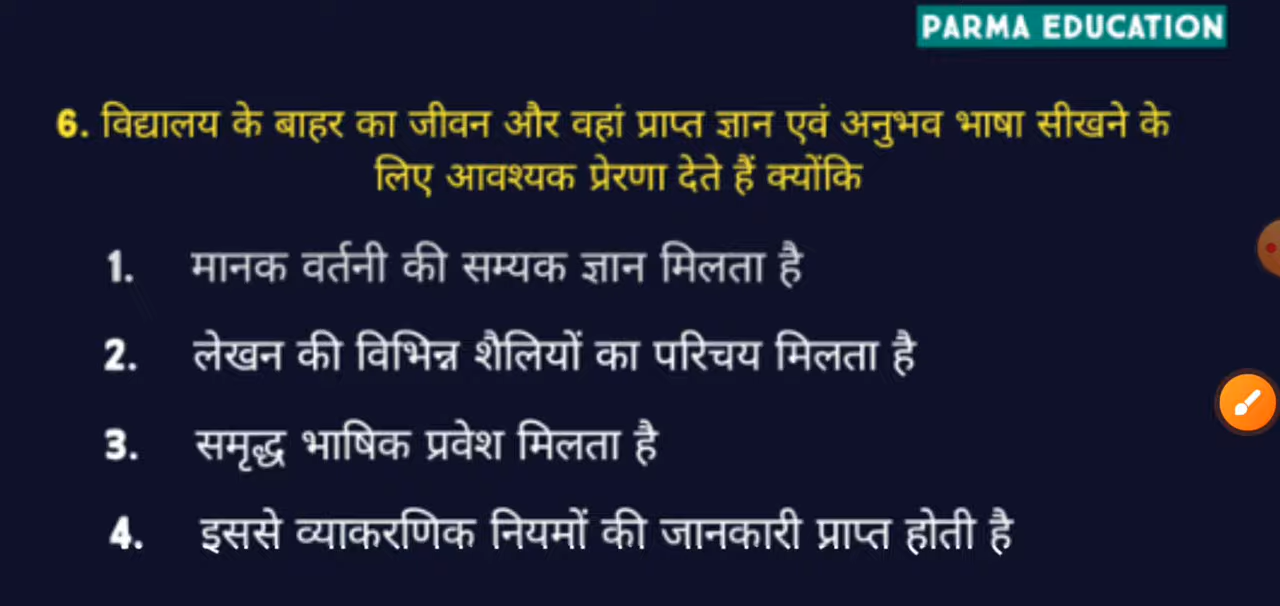 PARMA EDUCATION
6. विद्यालय के बाहर का जीवन और वहां प्राप्त ज्ञान एवं अनुभव भाषा सीखने के
लिए आवश्यक प्रेरणा देते हैं क्योंकि
1. मानक वर्तनी की सम्यक ज्ञान मिलता है
2. लेखन की विभिन्न शैलियों का परिचय मिलता है
3. समृद्ध भाषिक प्रवेश मिलता है
4. इससे व्याकरणिक नियमों की जानकारी प्राप्त होती है